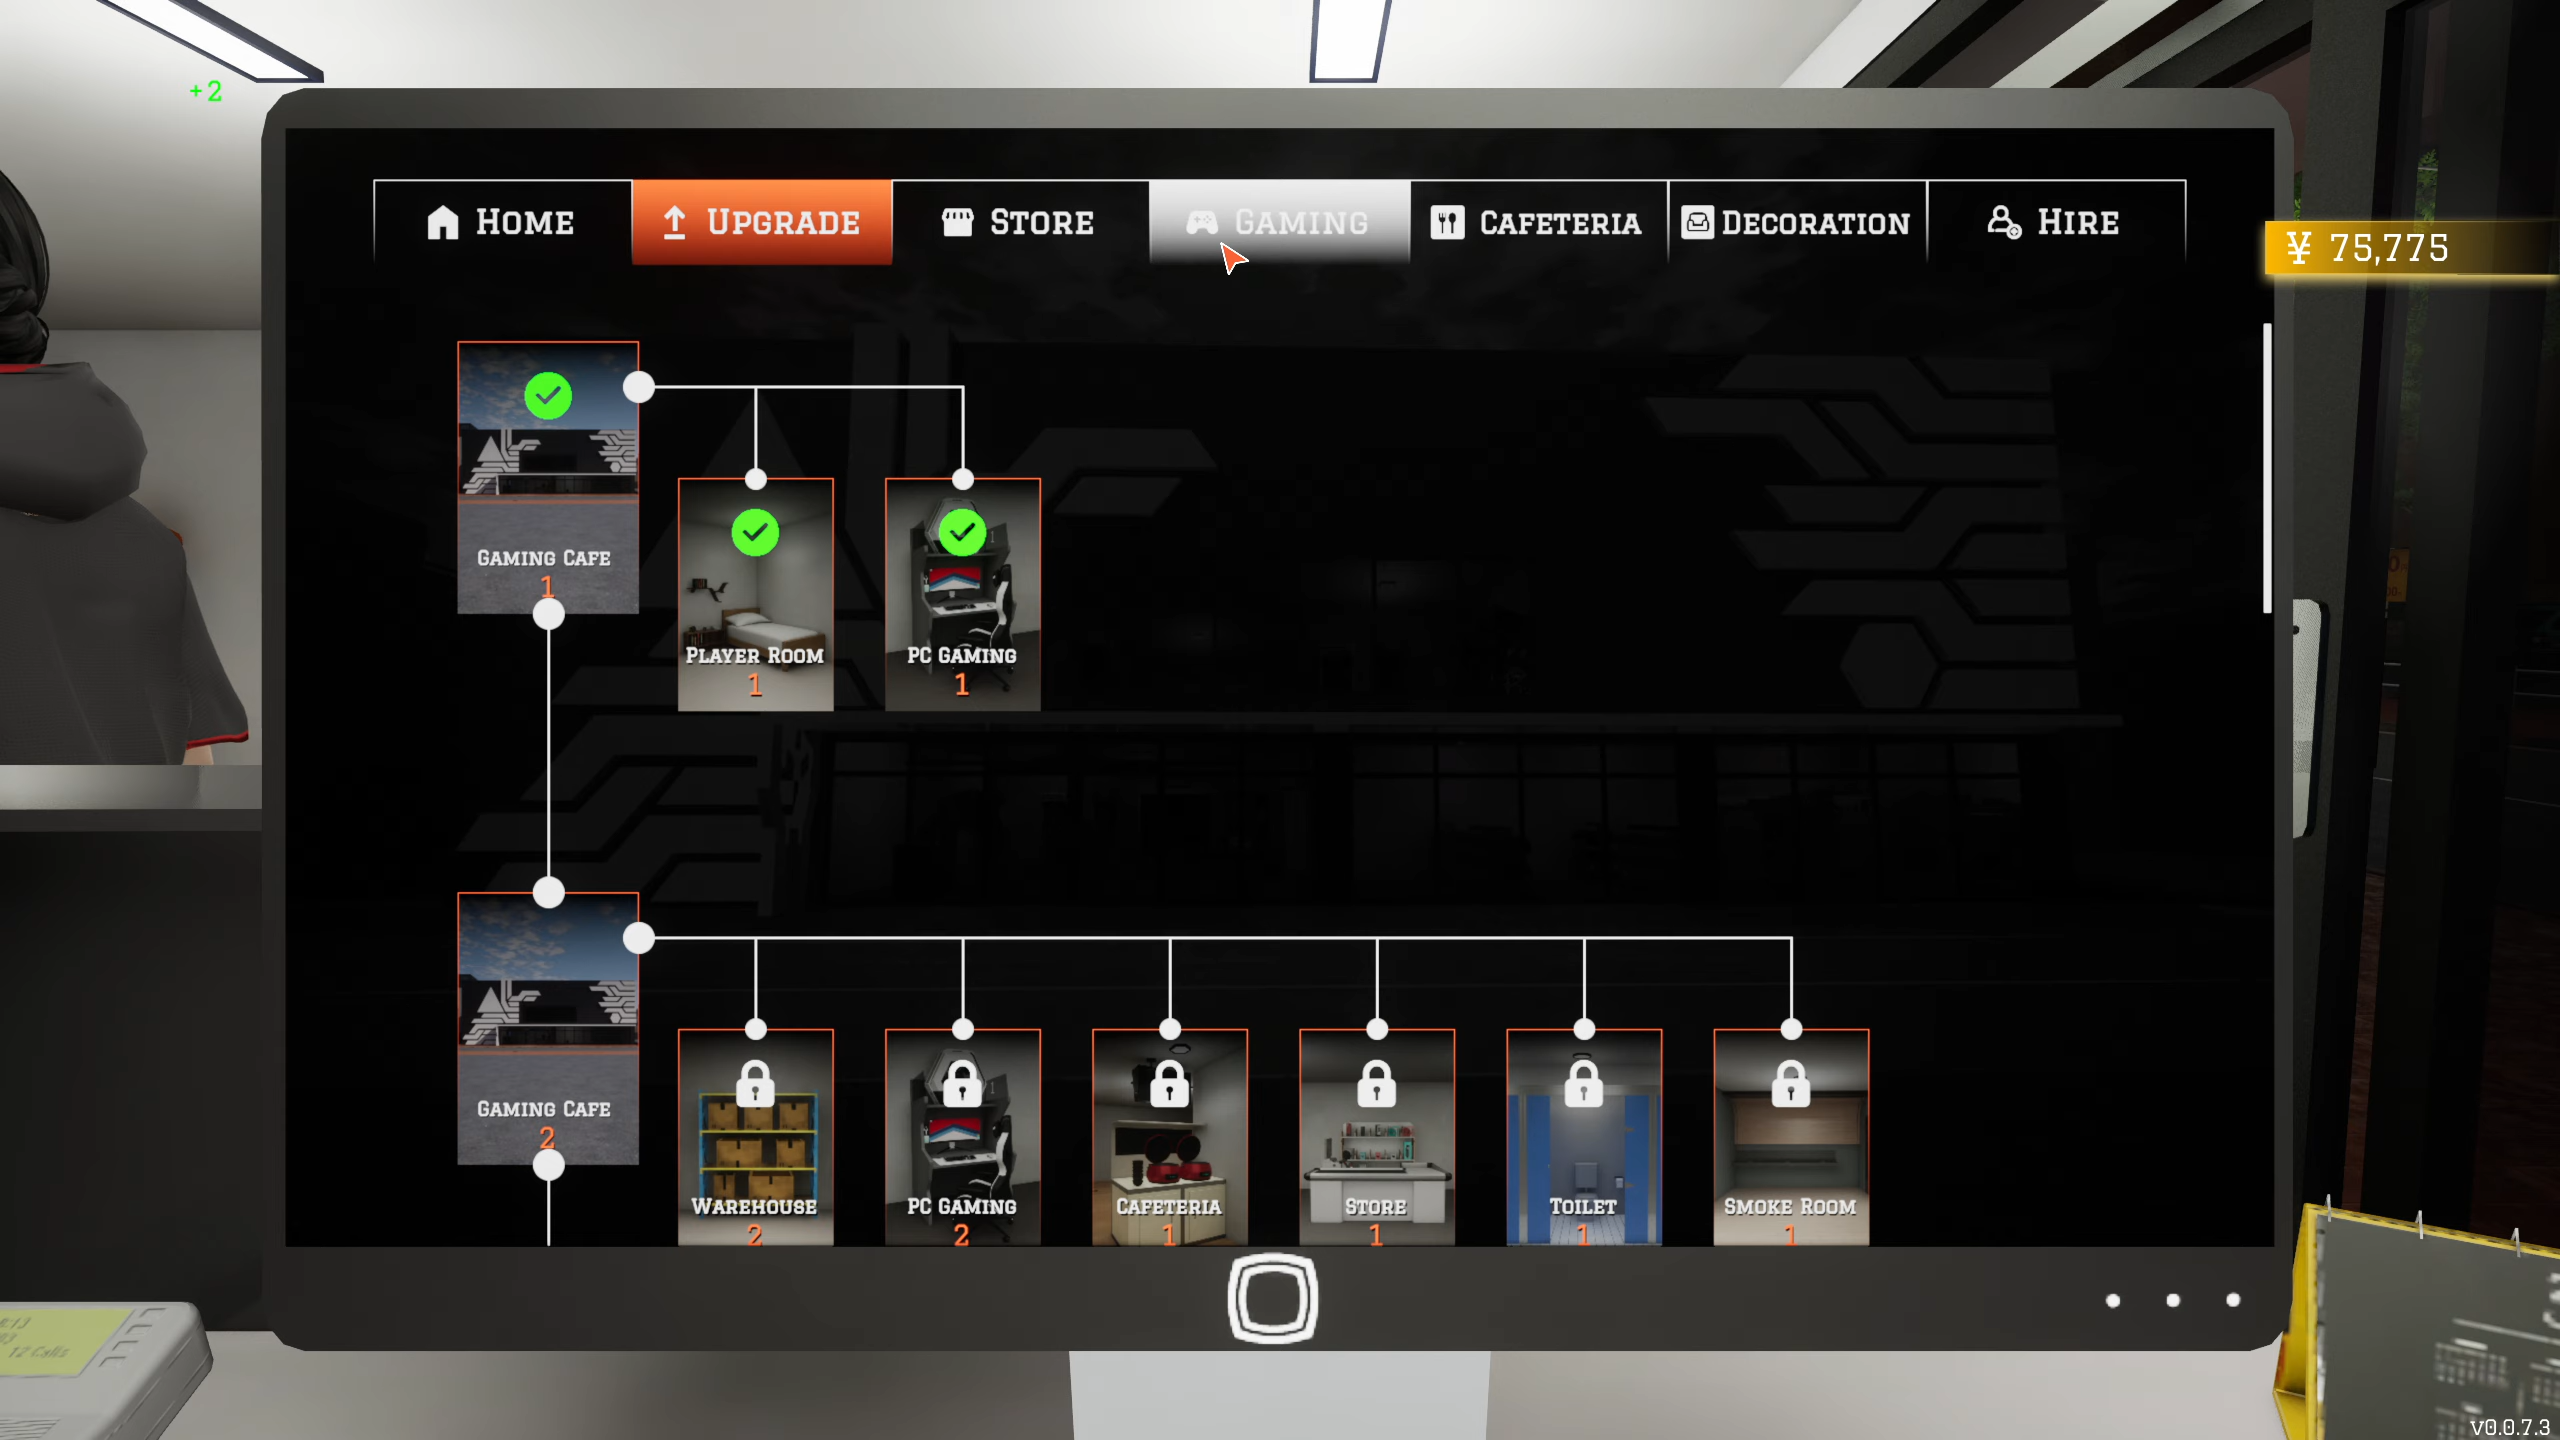 +2
HOME
UPGRADE
STORE
GAMING
CAFETERIA
DECORATION
HIRE
¥ 75,775
GAMING CAFE
1
PLAYER ROOM
1
PC GAMING
1
GAMING CAFE
2
WAREHOUSE
2
PC GAMING
2
CAFETERIA
1
STORE
1
TOILET
1
SMOKE ROOM
1
12 Calls
v0.0.7.3